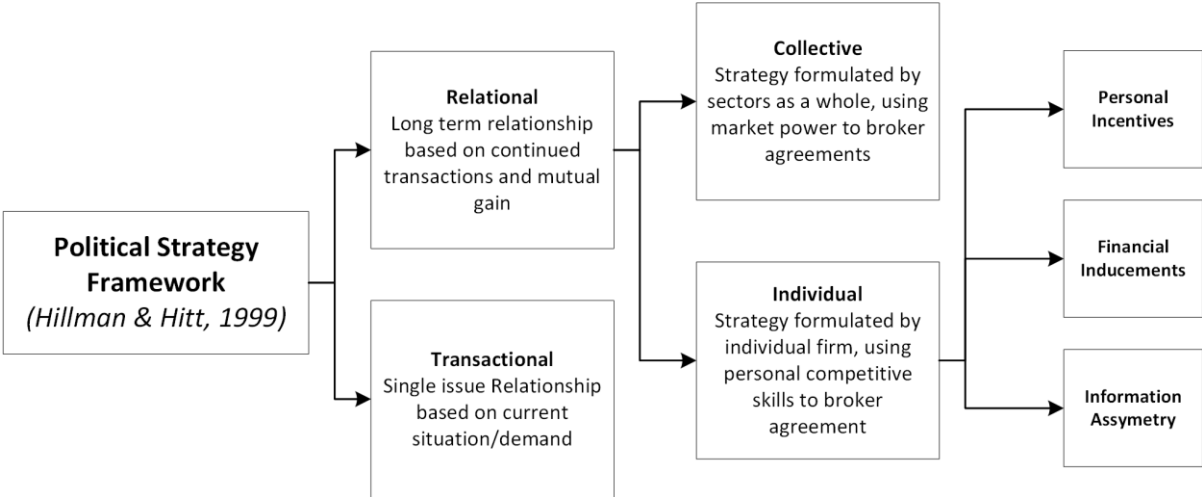 Political Strategy
Framework
(Hillman & Hitt, 1999)
Relational
Long term relationship
based on continued
transactions and mutual
gain
Transactional
Single issue Relationship
based on current
situation/demand
Collective
Strategy formulated by
sectors as a whole, using
market power to broker
agreements
Individual
Strategy formulated by
individual firm, using
personal competitive
skills to broker
agreement
Personal
Incentives
Financial
Inducements
Information
Assymetry